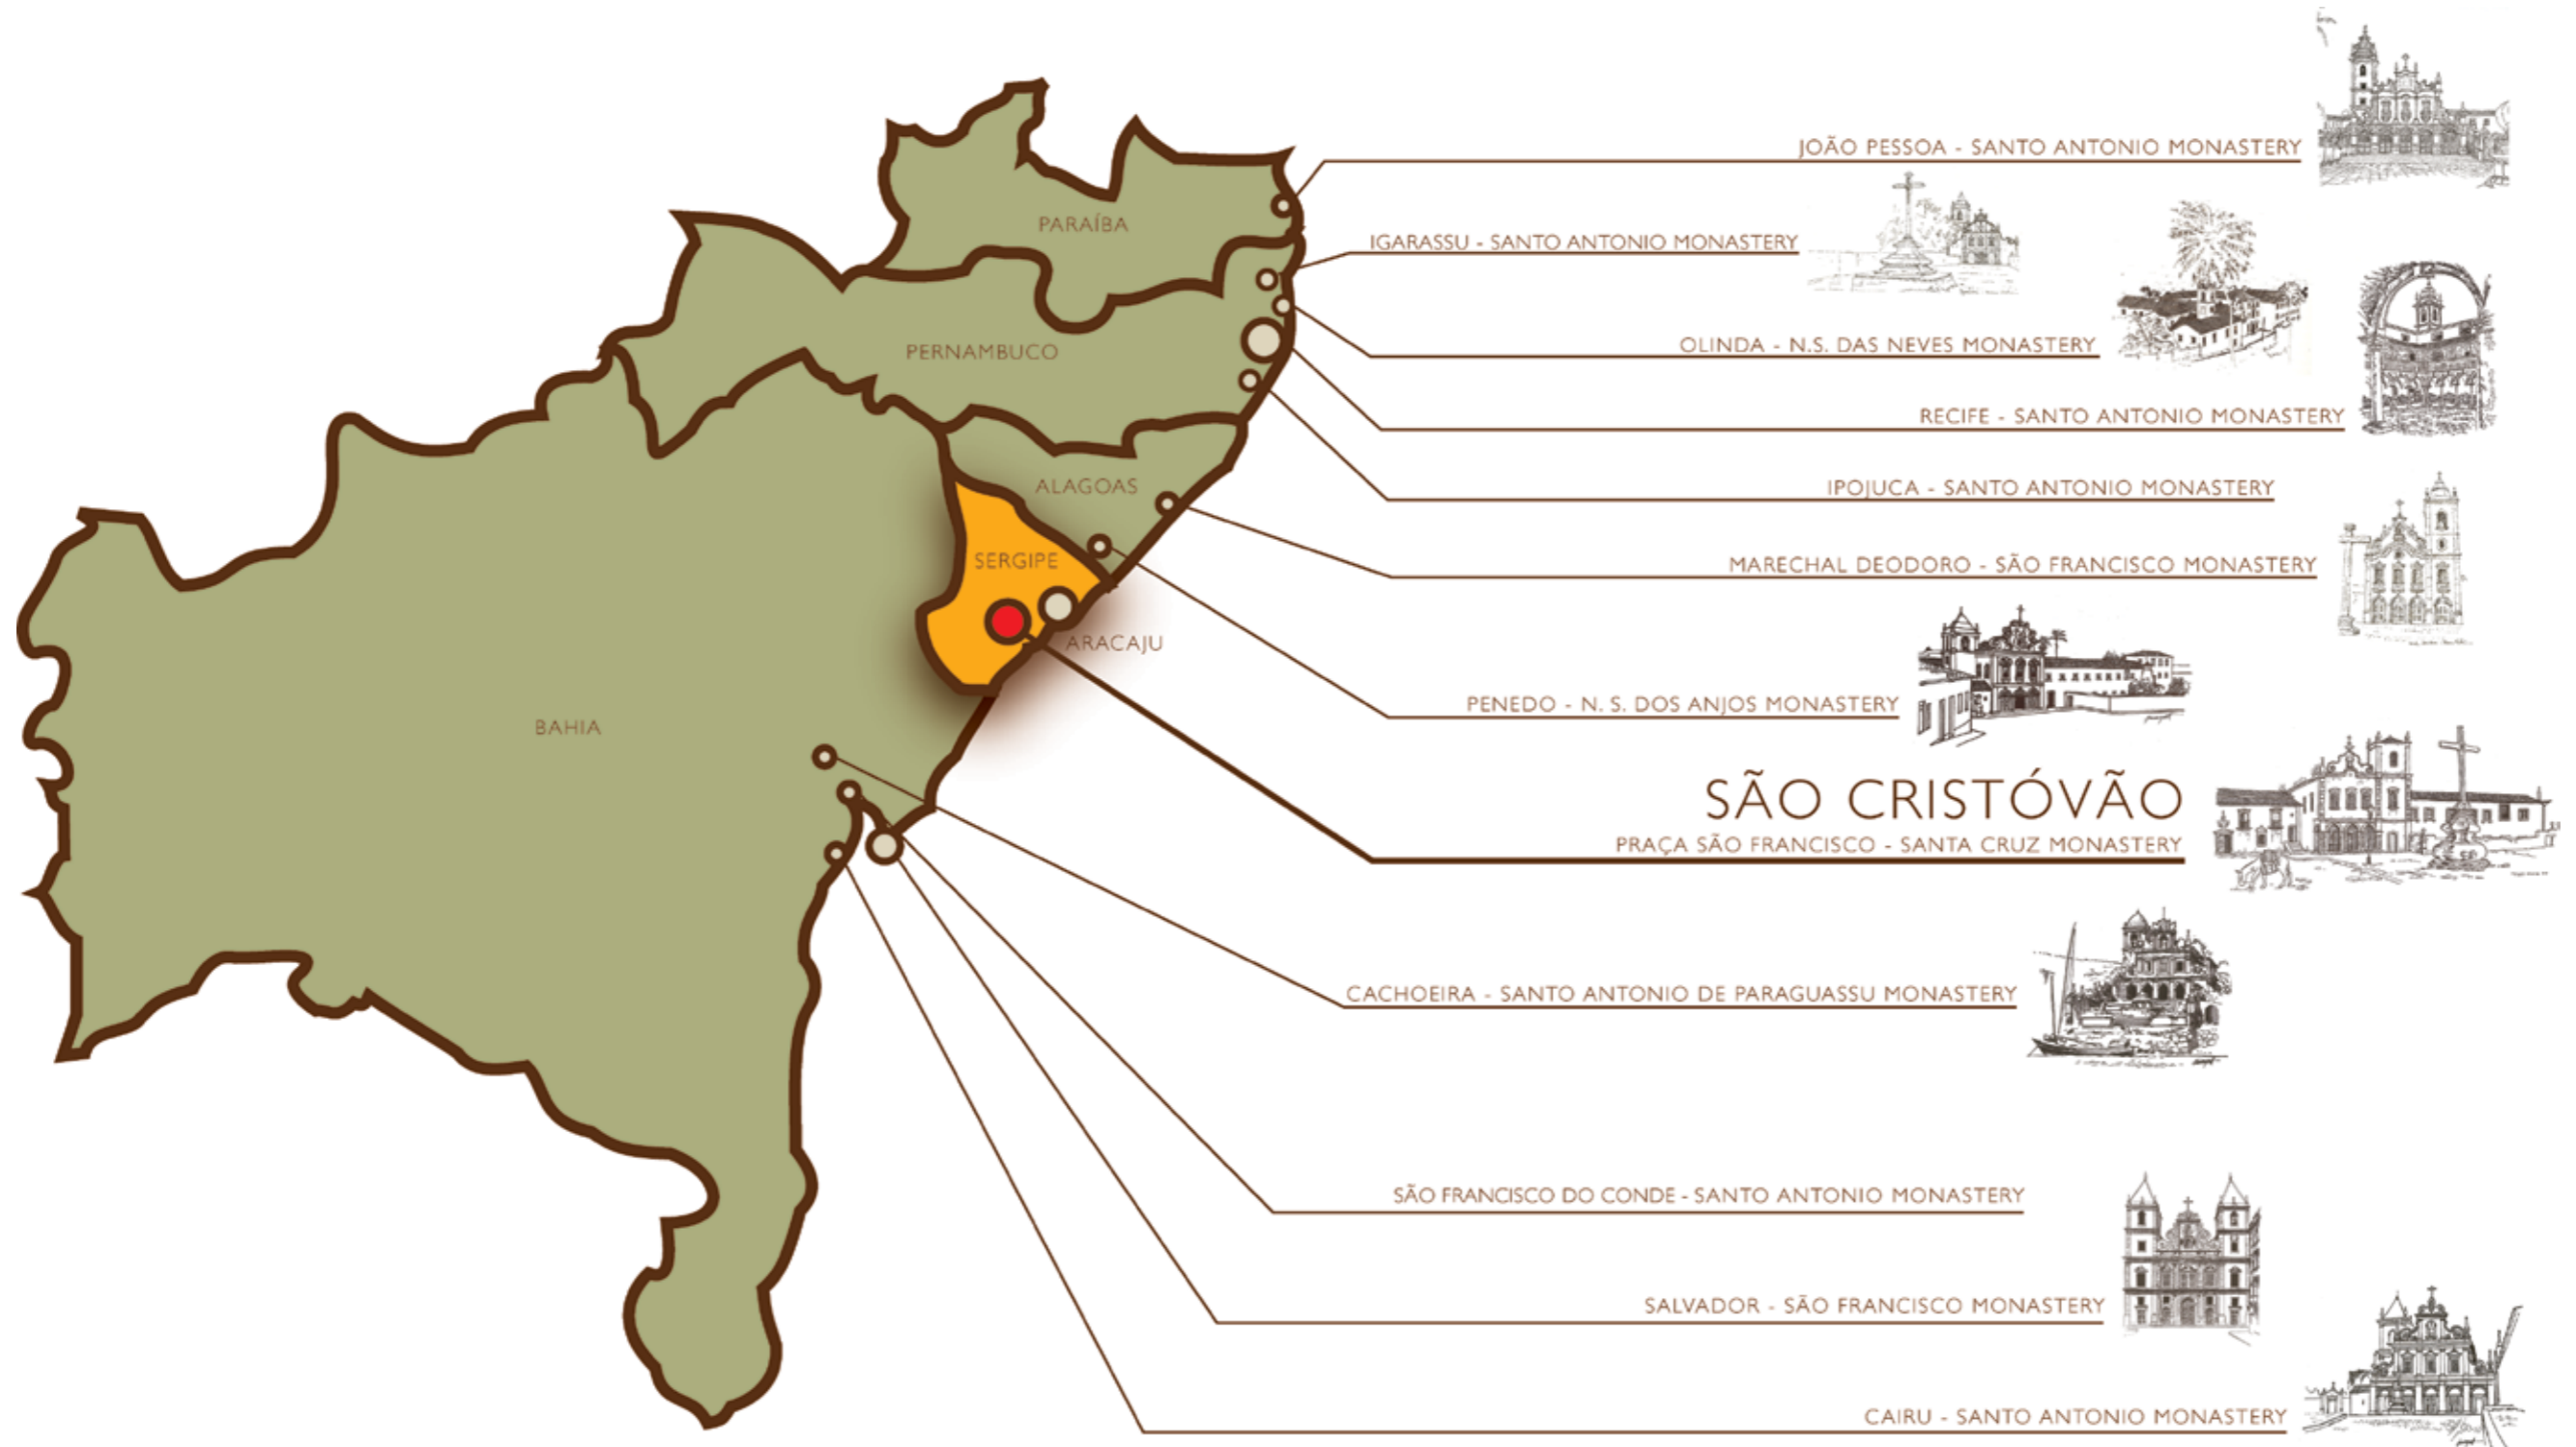 JOÃO PESSOA - SANTO ANTONIO MONASTERY
PARAÍBA
IGARASSU - SANTO ANTONIO MONASTERY
OLINDA - N.S. DAS NEVES MONASTERY
PERNAMBUCO
RECIFE - SANTO ANTONIO MONASTERY
IPOJUCA - SANTO ANTONIO MONASTERY
ALAGOAS
MARECHAL DEODORO - SÃO FRANCISCO MONASTERY
SERGIPE
ARACAJU
PENEDO - N. S. DOS ANJOS MONASTERY
BAHIA
SÃO CRISTÓVÃO
PRAÇA SÃO FRANCISCO - SANTA CRUZ MONASTERY
CACHOEIRA - SANTO ANTONIO DE PARAGUASSU MONASTERY
SÃO FRANCISCO DO CONDE - SANTO ANTONIO MONASTERY
SALVADOR - SÃO FRANCISCO MONASTERY
CAIRU - SANTO ANTONIO MONASTERY